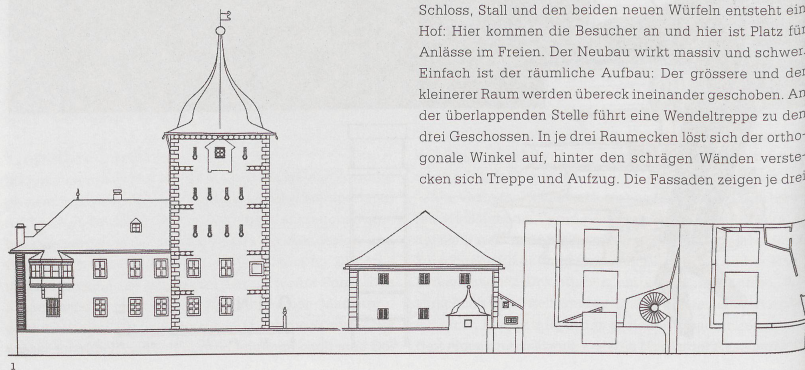 Schloss, Stall und den beiden neuen Würfeln entsteht ein
Hof: Hier kommen die Besucher an und hier ist Platz für
Anlässe im Freien. Der Neubau wirkt massiv und schwer.
Einfach ist der räumliche Aufbau: Der grössere und der
kleinerer Raum werden übereck ineinander geschoben. An
der überlappenden Stelle führt eine Wendeltreppe zu den
drei Geschossen. In je drei Raumecken löst sich der ortho-
gonale Winkel auf, hinter den schrägen Wänden verste-
cken sich Treppe und Aufzug. Die Fassaden zeigen je drei
1